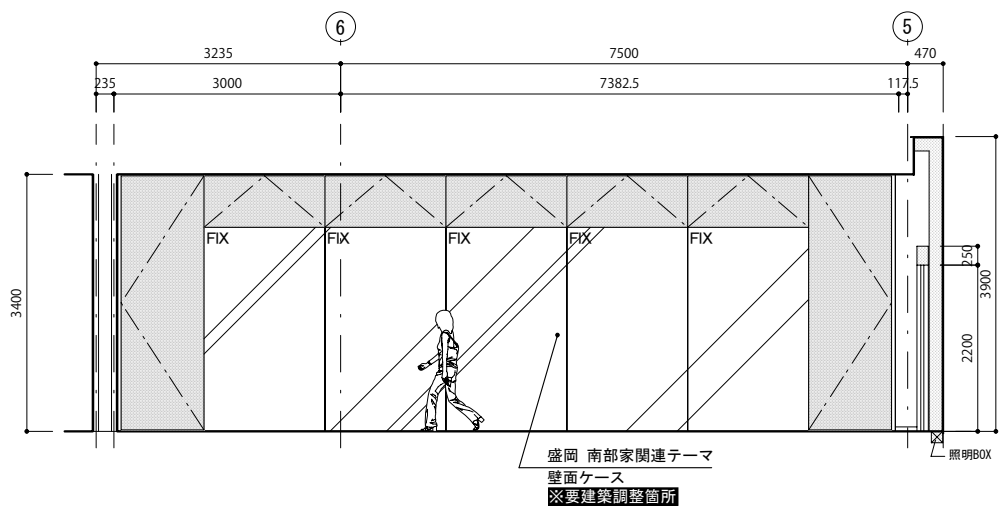 6
5
3235
7500
470
235
3000
7382.5
117.5
FIX
FIX
FIX
FIX
FIX
3400
250
3900
2200
盛岡 南部家関連テーマ
壁面ケース
※要建築調整箇所
照明BOX